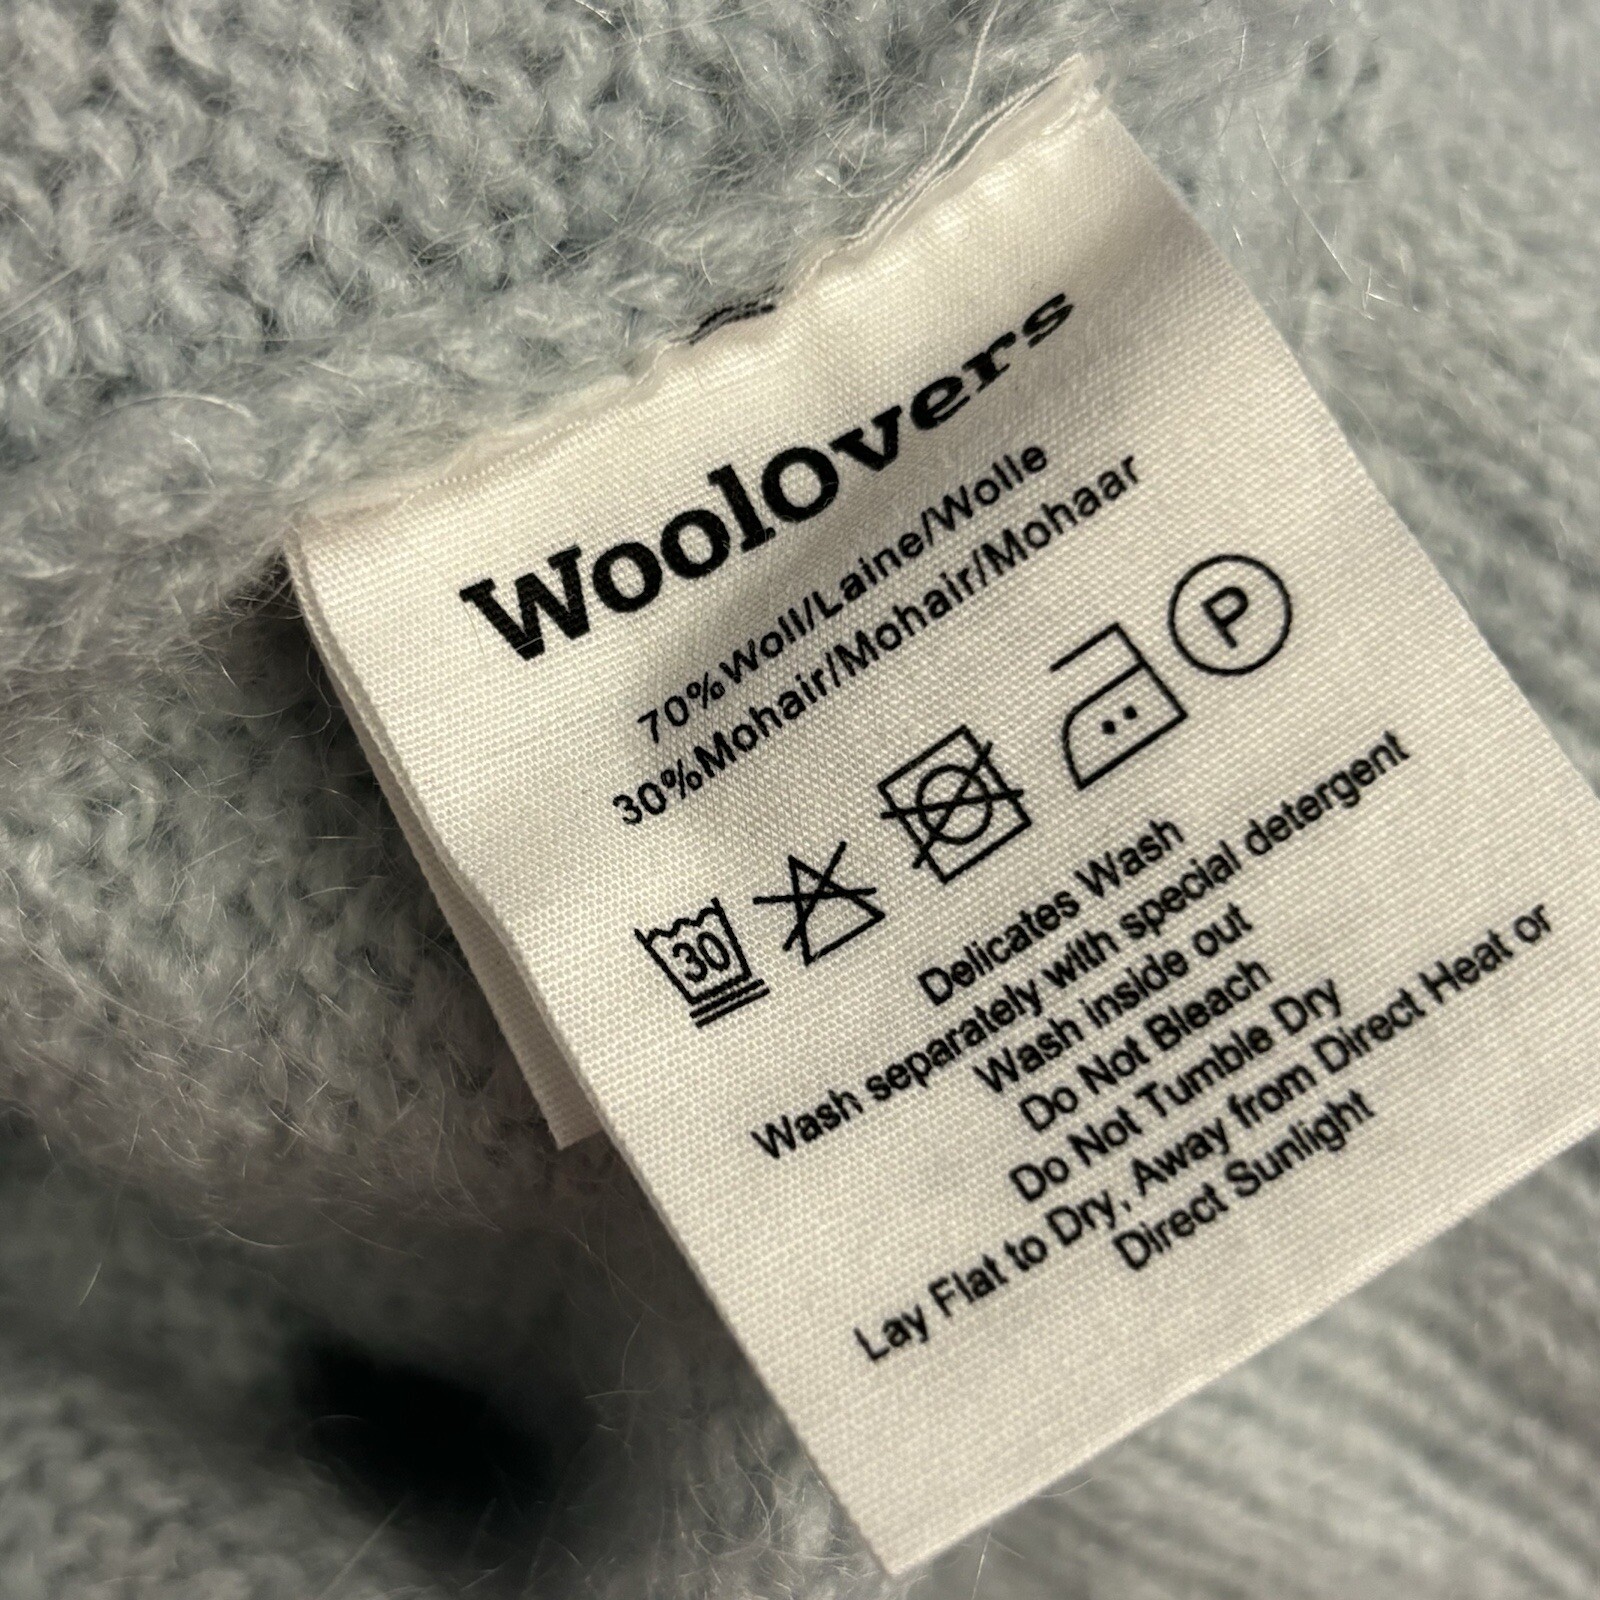 WoolOvers
70%Woll/Laine/Wolle
30%Mohair/Mohair/Mohaar
30
P
Delicates Wash
Wash separately with special detergent
Wash inside out
Do Not Bleach
Do Not Tumble Dry
Lay Flat to Dry, Away from Direct Heat or
Direct Sunlight